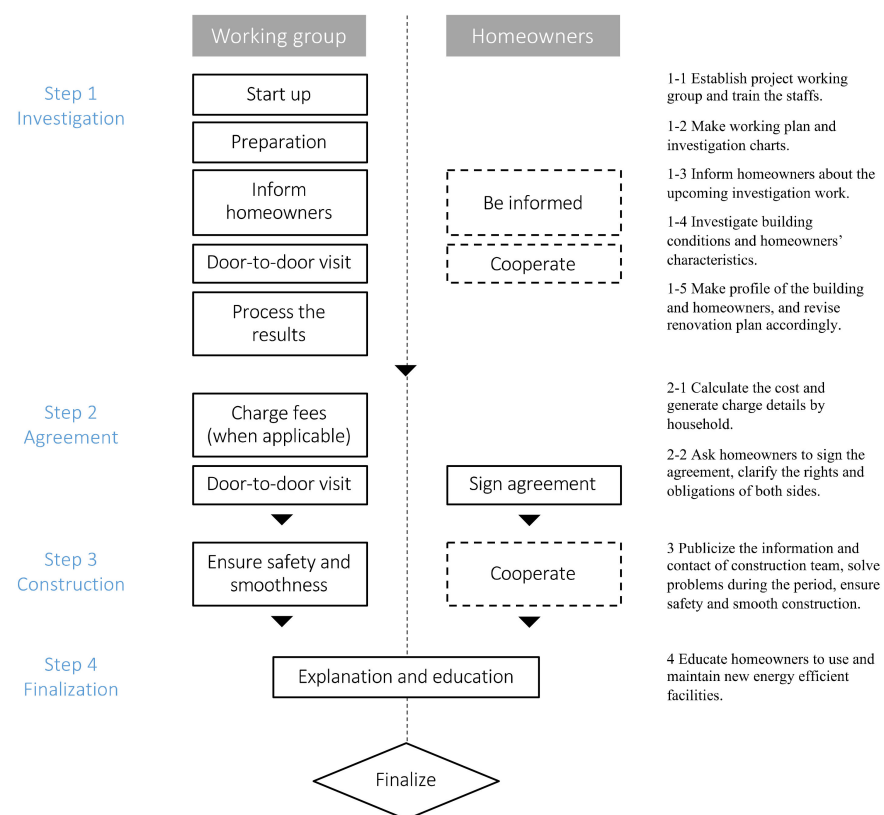 Working group
Homeowners
Step 1
Investigation
Start up
Preparation
Inform
homeowners
Be informed
Door-to-door visit
Cooperate
Process the
results
1-1 Establish project working
group and train the staffs.
1-2 Make working plan and
investigation charts.
1-3 Inform homeowners about the
upcoming investigation work.
1-4 Investigate building
conditions and homeowners’
characteristics.
1-5 Make profile of the building
and homeowners, and revise
renovation plan accordingly.
Step 2
Agreement
Charge fees
(when applicable)
Door-to-door visit
Sign agreement
2-1 Calculate the cost and
generate charge details by
household.
2-2 Ask homeowners to sign the
agreement, clarify the rights and
obligations of both sides.
Step 3
Construction
Ensure safety and
smoothness
Cooperate
3 Publicize the information and
contact of construction team, solve
problems during the period, ensure
safety and smooth construction.
Step 4
Finalization
Explanation and education
4 Educate homeowners to use and
maintain new energy efficient
facilities.
Finalize